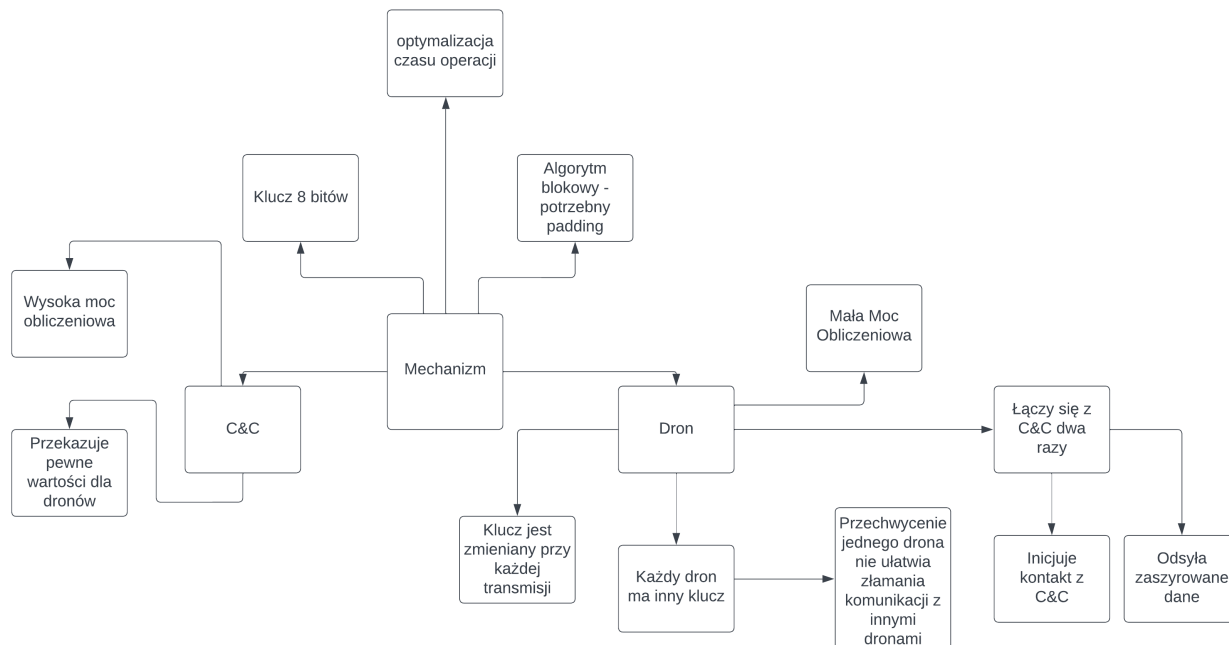 optymalizacja
czasu operacji
Klucz 8 bitów
Algorytm
blokowy -
potrzebny
padding
Wysoka moc
obliczeniowa
Mała Moc
Obliczeniowa
Mechanizm
C&C
Dron
Łączy się z
C&C dwa
razy
Przekazuje
pewne
wartości dla
dronów
Klucz jest
zmieniany przy
każdej
transmisji
Każdy dron
ma inny klucz
Przechwycenie
jednego drona
nie ułatwia
złamania
komunikacji z
innymi
dronami
Inicjuje
kontakt z
C&C
Odsyła
zaszyrowane
dane